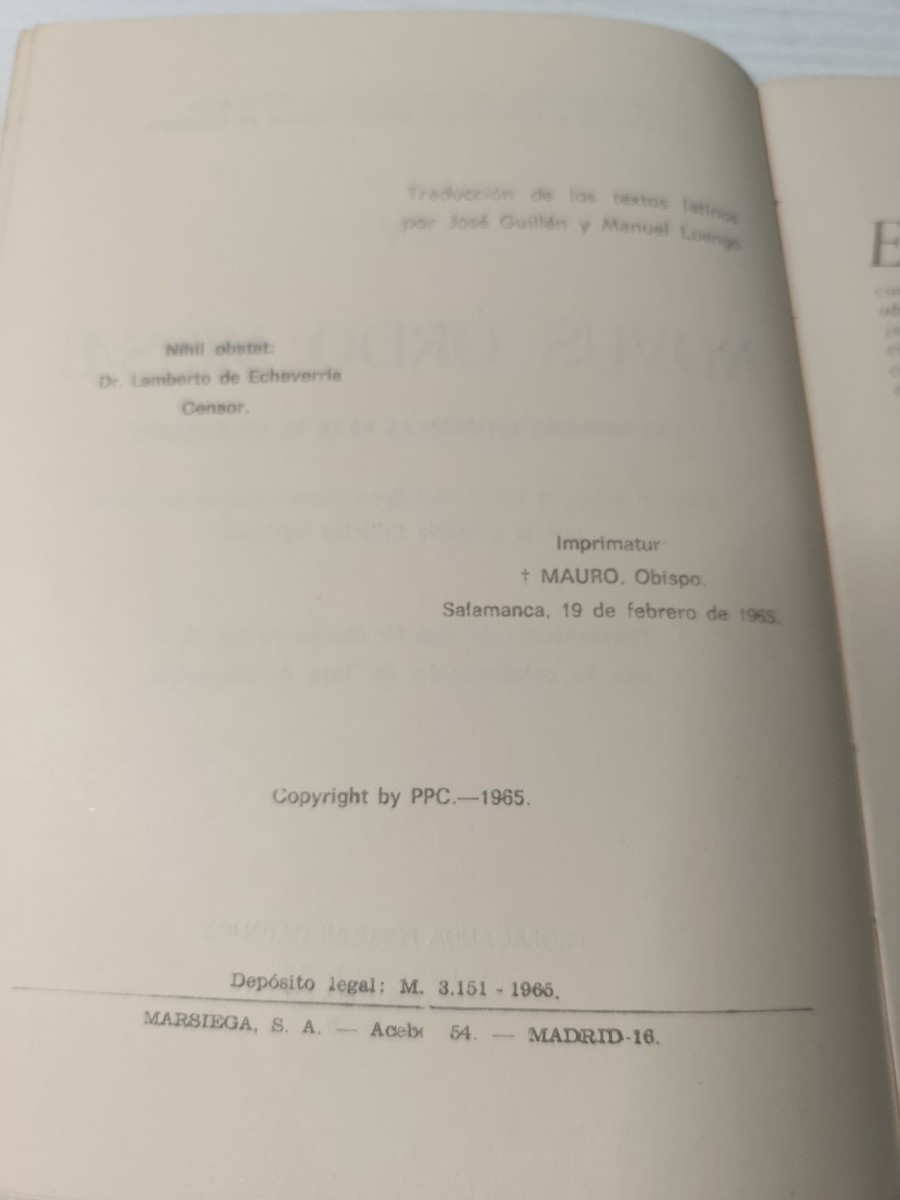 Traducción de los textos latinos
por José Guillén y Manuel Luengo
Nihil obstat:
Dr. Lamberto de Echeverría
Censor.
Imprimatur
† MAURO, Obispo.
Salamanca, 19 de febrero de 1965.
Copyright by PPC.—1965.
Depósito legal: M. 3.151 - 1965.
MARSIEGA, S. A. — 54. — MADRID-16.
E